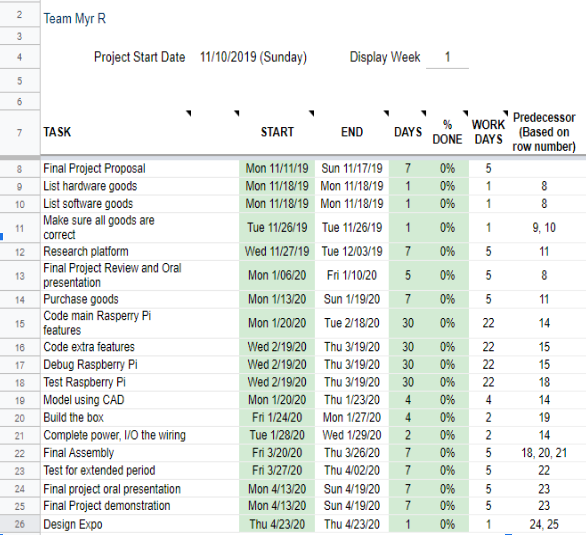 2 Team Myr R
3
4 Project Start Date 11/10/2019 (Sunday) Display Week 1
5
6
7 TASK START END DAYS % DONE WORK DAYS Predecessor (Based on row number)
8 Final Project Proposal Mon 11/11/19 Sun 11/17/19 7 0% 5
9 List hardware goods Mon 11/18/19 Mon 11/18/19 1 0% 1 8
10 List software goods Mon 11/18/19 Mon 11/18/19 1 0% 1 8
11 Make sure all goods are correct Tue 11/26/19 Tue 11/26/19 1 0% 1 9, 10
12 Research platform Wed 11/27/19 Tue 12/03/19 7 0% 5 11
13 Final Project Review and Oral presentation Mon 1/06/20 Fri 1/10/20 5 0% 5 8
14 Purchase goods Mon 1/13/20 Sun 1/19/20 7 0% 5 11
15 Code main Rasperry Pi features Mon 1/20/20 Tue 2/18/20 30 0% 22 14
16 Code extra features Wed 2/19/20 Thu 3/19/20 30 0% 22 15
17 Debug Raspberry Pi Wed 2/19/20 Thu 3/19/20 30 0% 22 15
18 Test Raspberry Pi Wed 2/19/20 Thu 3/19/20 30 0% 22 18
19 Model using CAD Mon 1/20/20 Thu 1/23/20 4 0% 4 14
20 Build the box Fri 1/24/20 Mon 1/27/20 4 0% 2 19
21 Complete power, I/O the wiring Tue 1/28/20 Wed 1/29/20 2 0% 2 14
22 Final Assembly Fri 3/20/20 Thu 3/26/20 7 0% 5 18, 20, 21
23 Test for extended period Fri 3/27/20 Thu 4/02/20 7 0% 5 22
24 Final project oral presentation Mon 4/13/20 Sun 4/19/20 7 0% 5 23
25 Final Project demonstration Mon 4/13/20 Sun 4/19/20 7 0% 5 23
26 Design Expo Thu 4/23/20 Thu 4/23/20 1 0% 1 24, 25